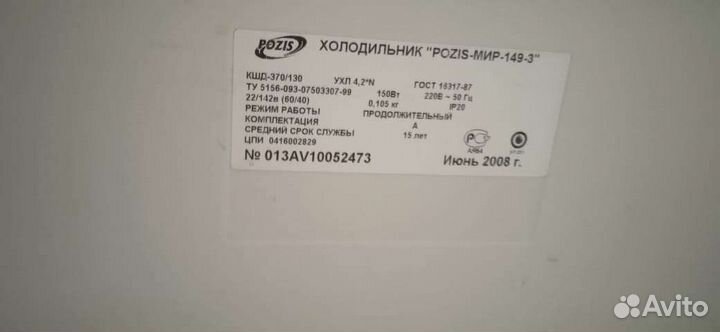 POZIS ХОЛОДИЛЬНИК "POZIS-МИР-149-3"
КШД-370/130 УХЛ 4,2*N ГОСТ 16317-87
ТУ 5156-093-07503307-99 150Вт 220В ~ 50 Гц
22/142в (60/40) 0,105 кг IP20
РЕЖИМ РАБОТЫ ПРОДОЛЖИТЕЛЬНЫЙ
КОМПЛЕКТАЦИЯ А
СРЕДНИЙ СРОК СЛУЖБЫ 15 лет
ЦПИ 0416002829
АЯ64
№ 013AV10052473 Июнь 2008 г.
Avito